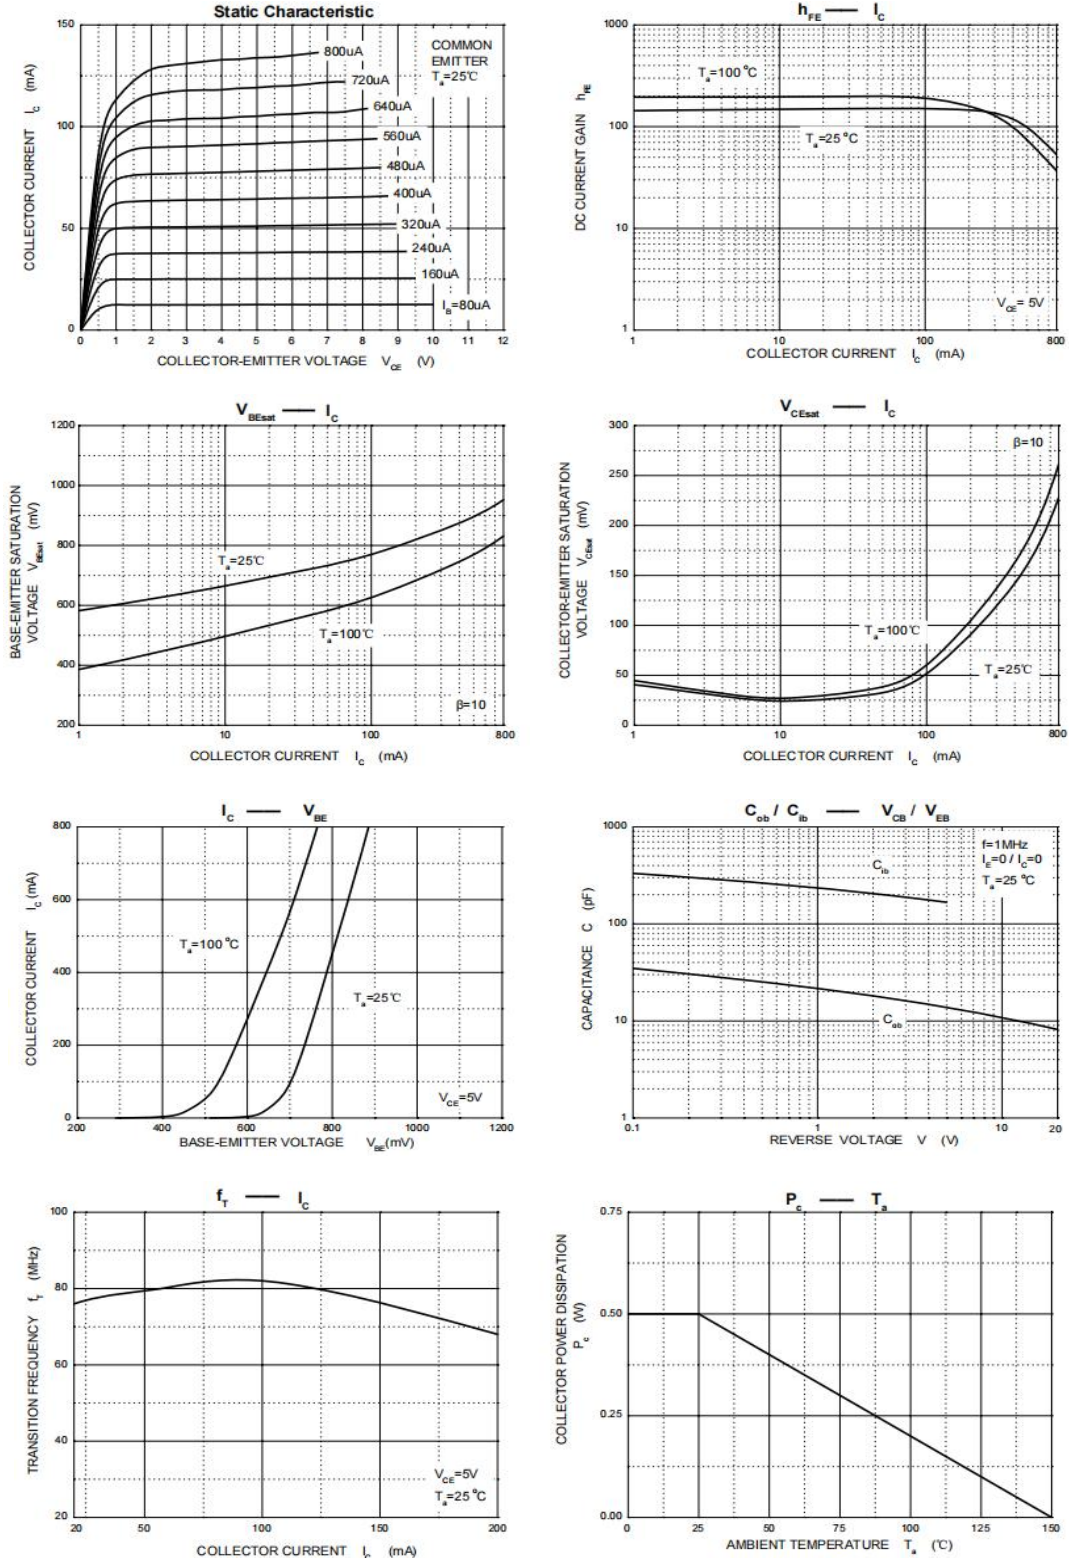 Static Characteristic
COLLECTOR CURRENT I_C (mA)
150
100
50
0
800uA
720uA
640uA
560uA
480uA
400uA
320uA
240uA
160uA
I_B=80uA
COMMON
EMITTER
T_a=25℃
0 1 2 3 4 5 6 7 8 9 10 11 12
COLLECTOR-EMITTER VOLTAGE V_CE (V)
h_FE —— I_C
DC CURRENT GAIN h_FE
1000
100
10
1
T_a=100 °C
T_a=25 °C
V_CE= 5V
1 10 100 800
COLLECTOR CURRENT I_C (mA)
V_BEsat —— I_C
BASE-EMITTER SATURATION
VOLTAGE V_BEsat (mV)
1200
1000
800
600
400
200
T_a=25℃
T_a=100℃
β=10
1 10 100 800
COLLECTOR CURRENT I_C (mA)
V_CEsat —— I_C
COLLECTOR-EMITTER SATURATION
VOLTAGE V_CEsat (mV)
300
250
200
150
100
50
0
β=10
T_a=100℃
T_a=25℃
1 10 100 800
COLLECTOR CURRENT I_C (mA)
I_C —— V_BE
COLLECTOR CURRENT I_C (mA)
800
600
400
200
0
T_a=100 °C
T_a=25℃
V_CE=5V
200 400 600 800 1000 1200
BASE-EMITTER VOLTAGE V_BE(mV)
C_ob / C_ib —— V_CB / V_EB
CAPACITANCE C (pF)
1000
100
10
1
f=1MHz
I_E=0 / I_C=0
T_a=25 °C
C_ib
C_ob
0.1 1 10 20
REVERSE VOLTAGE V (V)
f_T —— I_C
TRANSITION FREQUENCY f_T (MHz)
100
80
60
40
20
V_CE=5V
T_a=25 °C
20 50 100 150 200
COLLECTOR CURRENT I_C (mA)
P_c —— T_a
COLLECTOR POWER DISSIPATION
P_c (W)
0.75
0.50
0.25
0.00
0 25 50 75 100 125 150
AMBIENT TEMPERATURE T_a (℃)